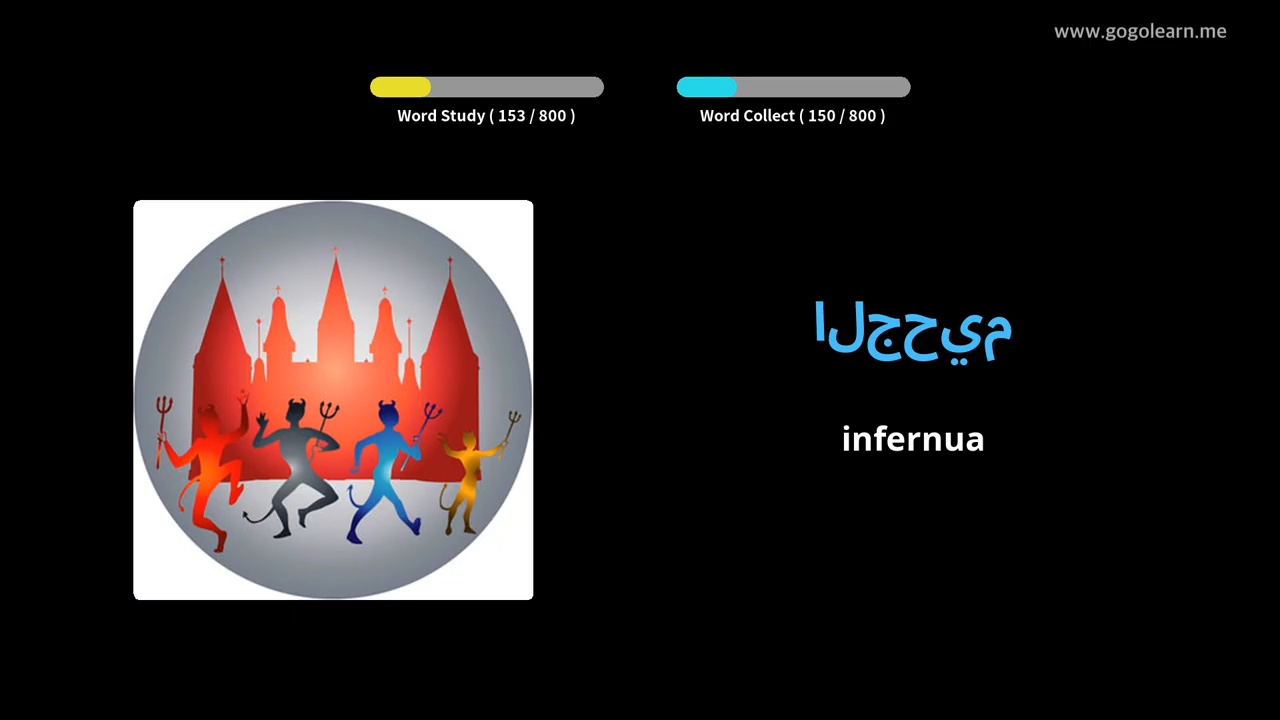 www.gogolearn.me
Word Study ( 153 / 800 )
Word Collect ( 150 / 800 )
الجحيم
infernua